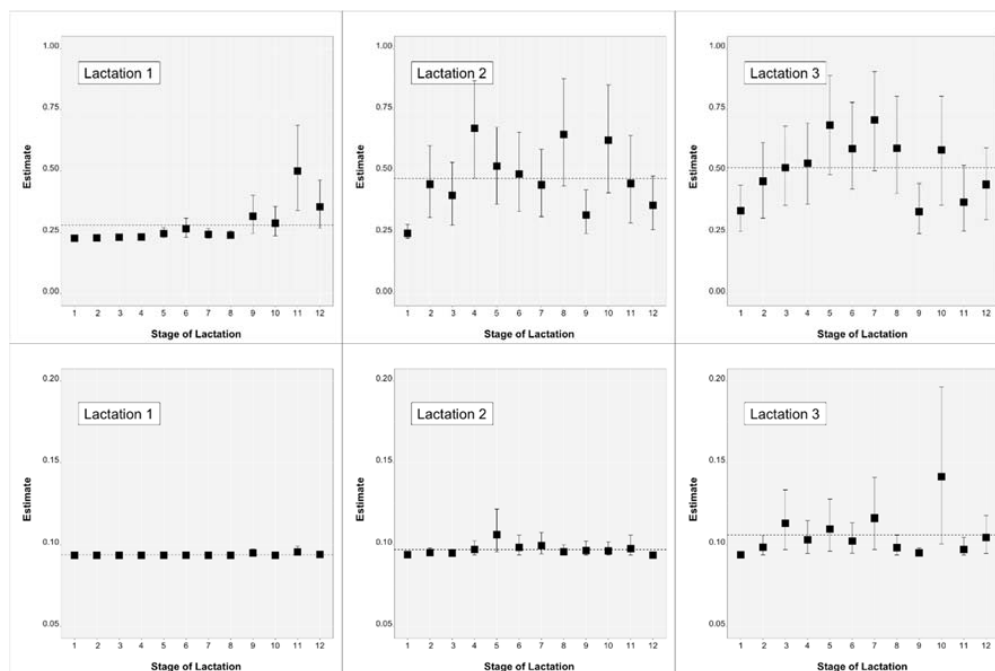 1.00
0.75
0.50
0.25
0.00
Estimate
Lactation 1
1 2 3 4 5 6 7 8 9 10 11 12
Stage of Lactation
1.00
0.75
0.50
0.25
0.00
Estimate
Lactation 2
1 2 3 4 5 6 7 8 9 10 11 12
Stage of Lactation
1.00
0.75
0.50
0.25
0.00
Estimate
Lactation 3
1 2 3 4 5 6 7 8 9 10 11 12
Stage of Lactation
0.20
0.15
0.10
0.05
Estimate
Lactation 1
1 2 3 4 5 6 7 8 9 10 11 12
Stage of Lactation
0.20
0.15
0.10
0.05
Estimate
Lactation 2
1 2 3 4 5 6 7 8 9 10 11 12
Stage of Lactation
0.20
0.15
0.10
0.05
Estimate
Lactation 3
1 2 3 4 5 6 7 8 9 10 11 12
Stage of Lactation